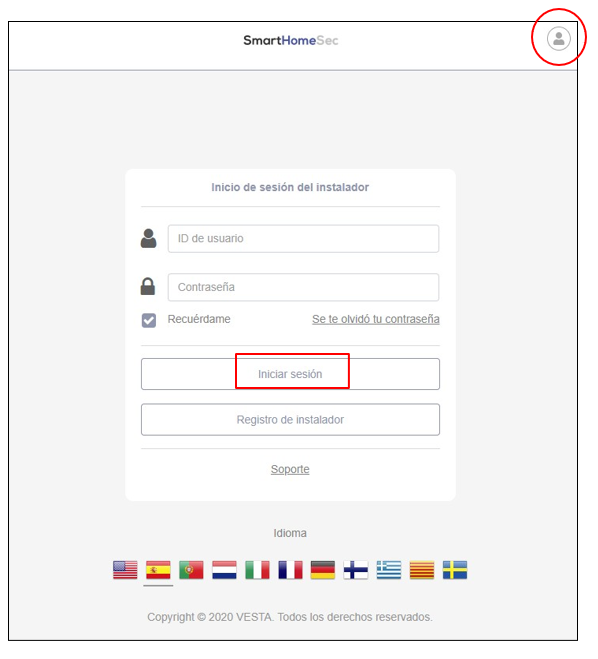 SmartHomeSec
Inicio de sesión del instalador
ID de usuario
Contraseña
Recuérdame
Se te olvidó tu contraseña
Iniciar sesión
Registro de instalador
Soporte
Idioma
Copyright © 2020 VESTA. Todos los derechos reservados.